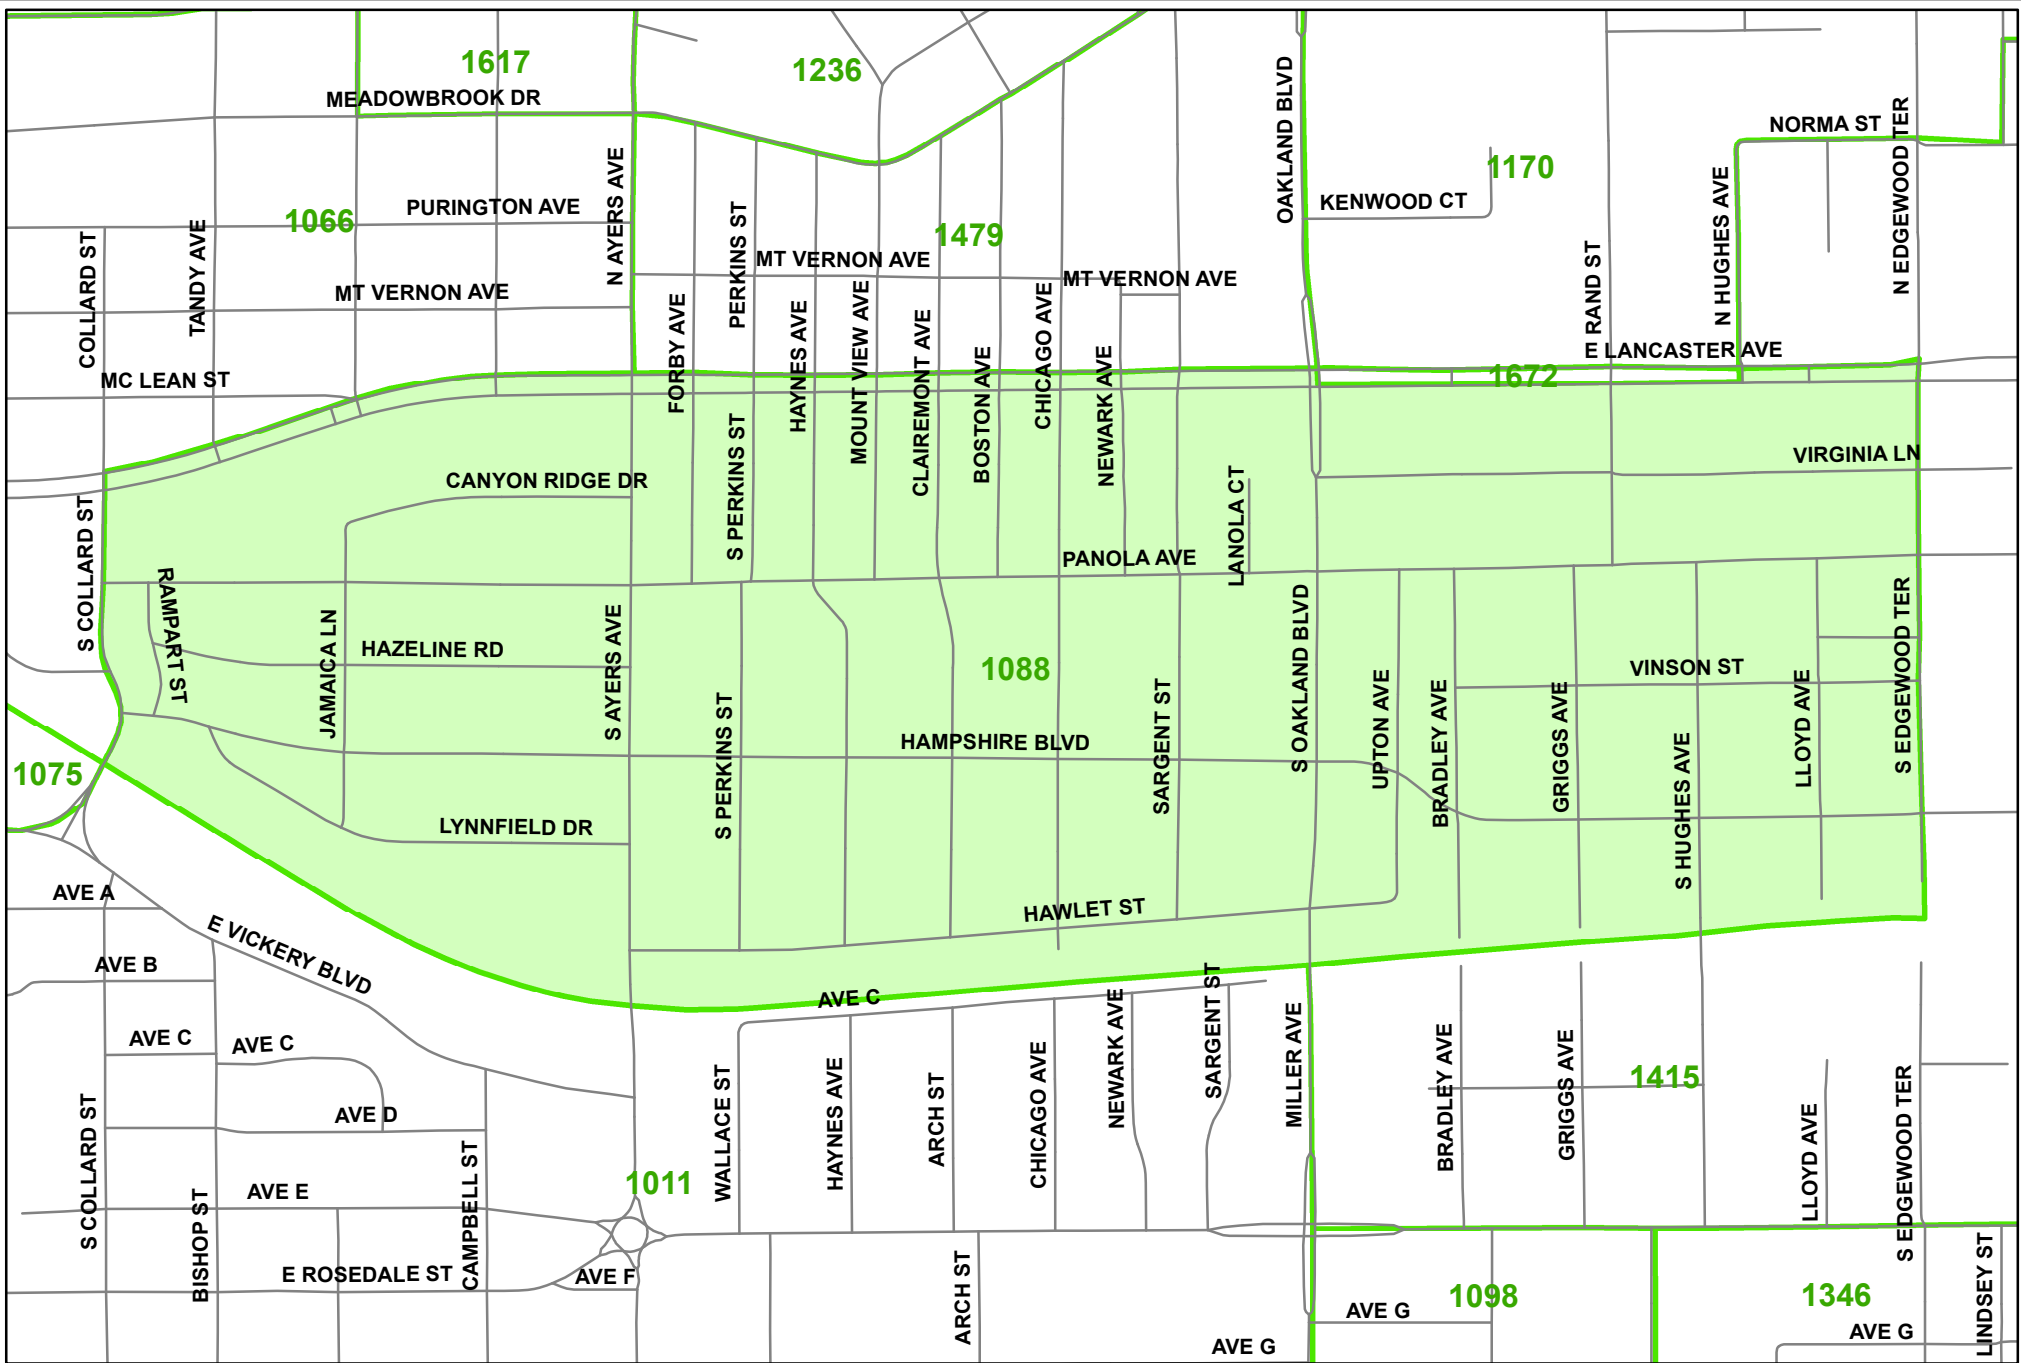 1617
1236
MEADOWBROOK DR
OAKLAND BLVD
NORMA ST
N EDGEWOOD TER
1170
KENWOOD CT
N AYERS AVE
PURINGTON AVE
1066
1479
PERKINS ST
N HUGHES AVE
COLLARD ST
TANDY AVE
MT VERNON AVE
MT VERNON AVE
MT VERNON AVE
E RAND ST
FORBY AVE
HAYNES AVE
MOUNT VIEW AVE
CLAIREMONT AVE
BOSTON AVE
CHICAGO AVE
NEWARK AVE
E LANCASTER AVE
1672
MC LEAN ST
VIRGINIA LN
CANYON RIDGE DR
S PERKINS ST
LANOLA CT
S COLLARD ST
PANOLA AVE
RAMPART ST
JAMAICA LN
HAZELINE RD
S AYERS AVE
1088
S OAKLAND BLVD
S EDGEWOOD TER
VINSON ST
S PERKINS ST
SARGENT ST
UPTON AVE
BRADLEY AVE
GRIGGS AVE
S HUGHES AVE
LLOYD AVE
HAMPSHIRE BLVD
1075
LYNNFIELD DR
AVE A
HAWLET ST
E VICKERY BLVD
AVE B
AVE C
AVE C
AVE C
NEWARK AVE
SARGENT ST
MILLER AVE
BRADLEY AVE
GRIGGS AVE
1415
WALLACE ST
HAYNES AVE
ARCH ST
CHICAGO AVE
LLOYD AVE
S EDGEWOOD TER
AVE D
S COLLARD ST
BISHOP ST
CAMPBELL ST
AVE E
1011
E ROSEDALE ST
AVE F
ARCH ST
1098
1346
LINDSEY ST
AVE G
AVE G
AVE G